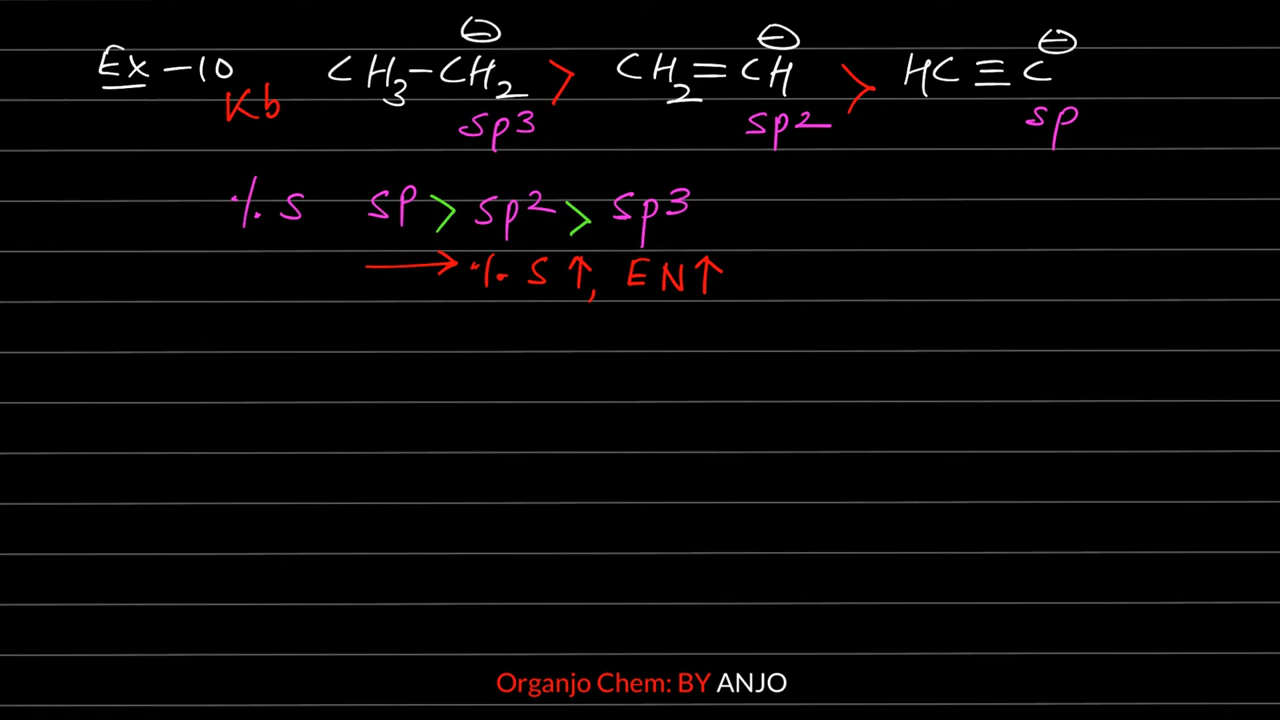 Ex-10 CH₃-CH₂⊖ > CH₂=CH⊖ > HC≡C⊖
Kb sp3 sp2 sp
% S sp > sp2 > sp3
→ % S ↑, EN ↑
Organjo Chem: BY ANJO